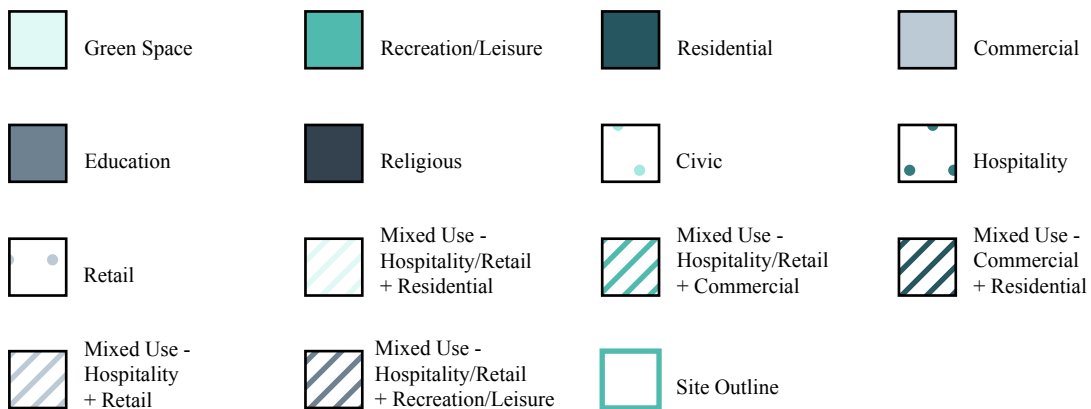 Green Space
Recreation/Leisure
Residential
Commercial
Education
Religious
Civic
Hospitality
Retail
Mixed Use -
Hospitality/Retail
+ Residential
Mixed Use -
Hospitality/Retail
+ Commercial
Mixed Use -
Commercial
+ Residential
Mixed Use -
Hospitality
+ Retail
Mixed Use -
Hospitality/Retail
+ Recreation/Leisure
Site Outline